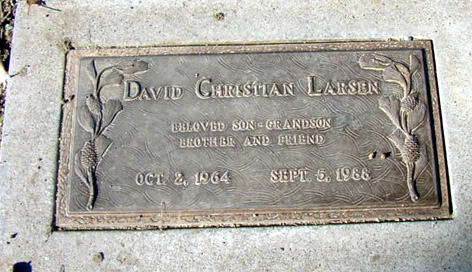 DAVID CHRISTIAN LARSEN
BELOVED SON - GRANDSON
BROTHER AND FRIEND
OCT. 2, 1964 SEPT. 5, 1988